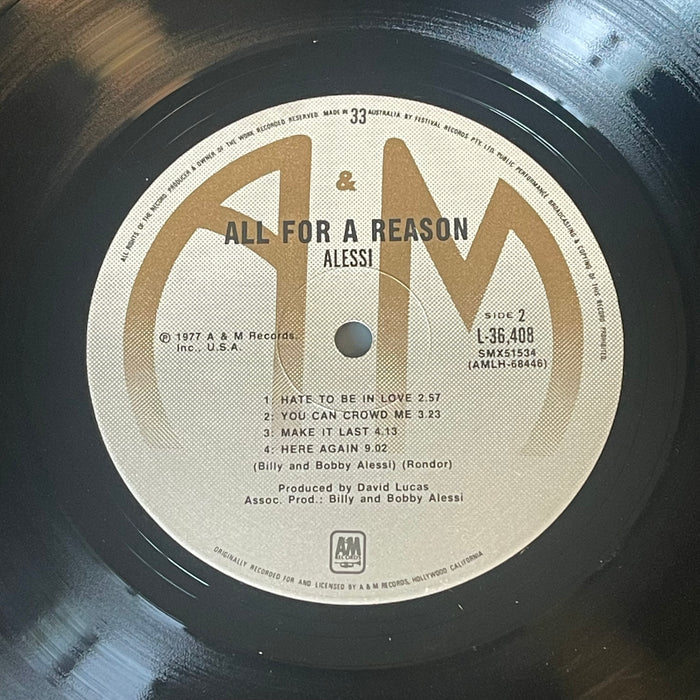 ALL RIGHTS OF THE RECORD PRODUCER & OWNER OF THE WORK RECORDED RESERVED MADE IN AUSTRALIA BY FESTIVAL RECORDS PTY. LTD. PUBLIC PERFORMANCE BROADCASTING & COPYING OF THIS RECORD PROHIBITED.
33
A & M
ALL FOR A REASON
ALESSI
℗ 1977 A & M Records,
Inc., U.S.A.
SIDE 2
L-36,408
SMX51534
(AMLH-68446)
1: HATE TO BE IN LOVE 2.57
2: YOU CAN CROWD ME 3.23
3: MAKE IT LAST 4.13
4: HERE AGAIN 9.02
(Billy and Bobby Alessi) (Rondor)
Produced by David Lucas
Assoc. Prod.: Billy and Bobby Alessi
A&M
RECORDS
ORIGINALLY RECORDED FOR AND LICENSED BY A & M RECORDS, HOLLYWOOD CALIFORNIA